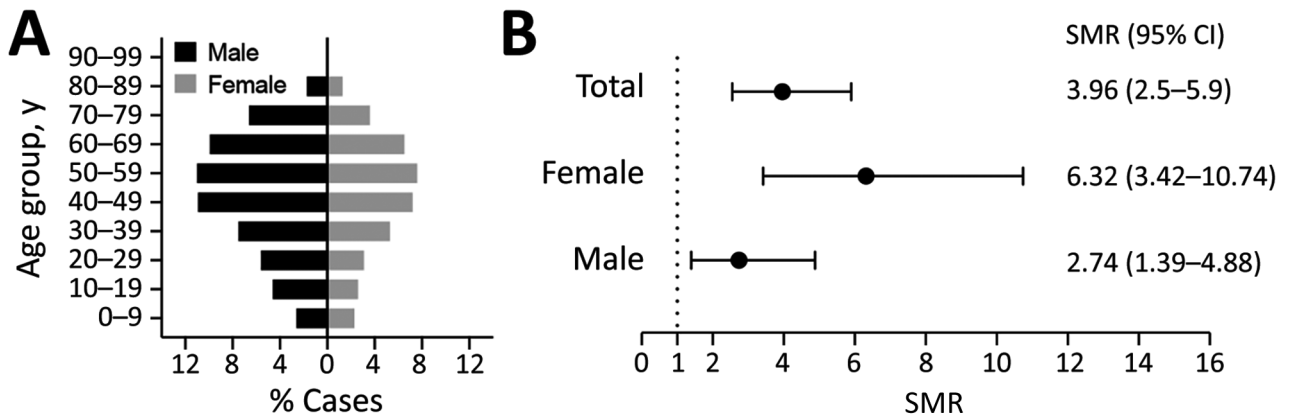 A
Age group, y
90–99
80–89
70–79
60–69
50–59
40–49
30–39
20–29
10–19
0–9
Male
Female
12 8 4 0 4 8 12
% Cases
B
SMR (95% CI)
Total 3.96 (2.5–5.9)
Female 6.32 (3.42–10.74)
Male 2.74 (1.39–4.88)
0 1 2 4 6 8 10 12 14 16
SMR